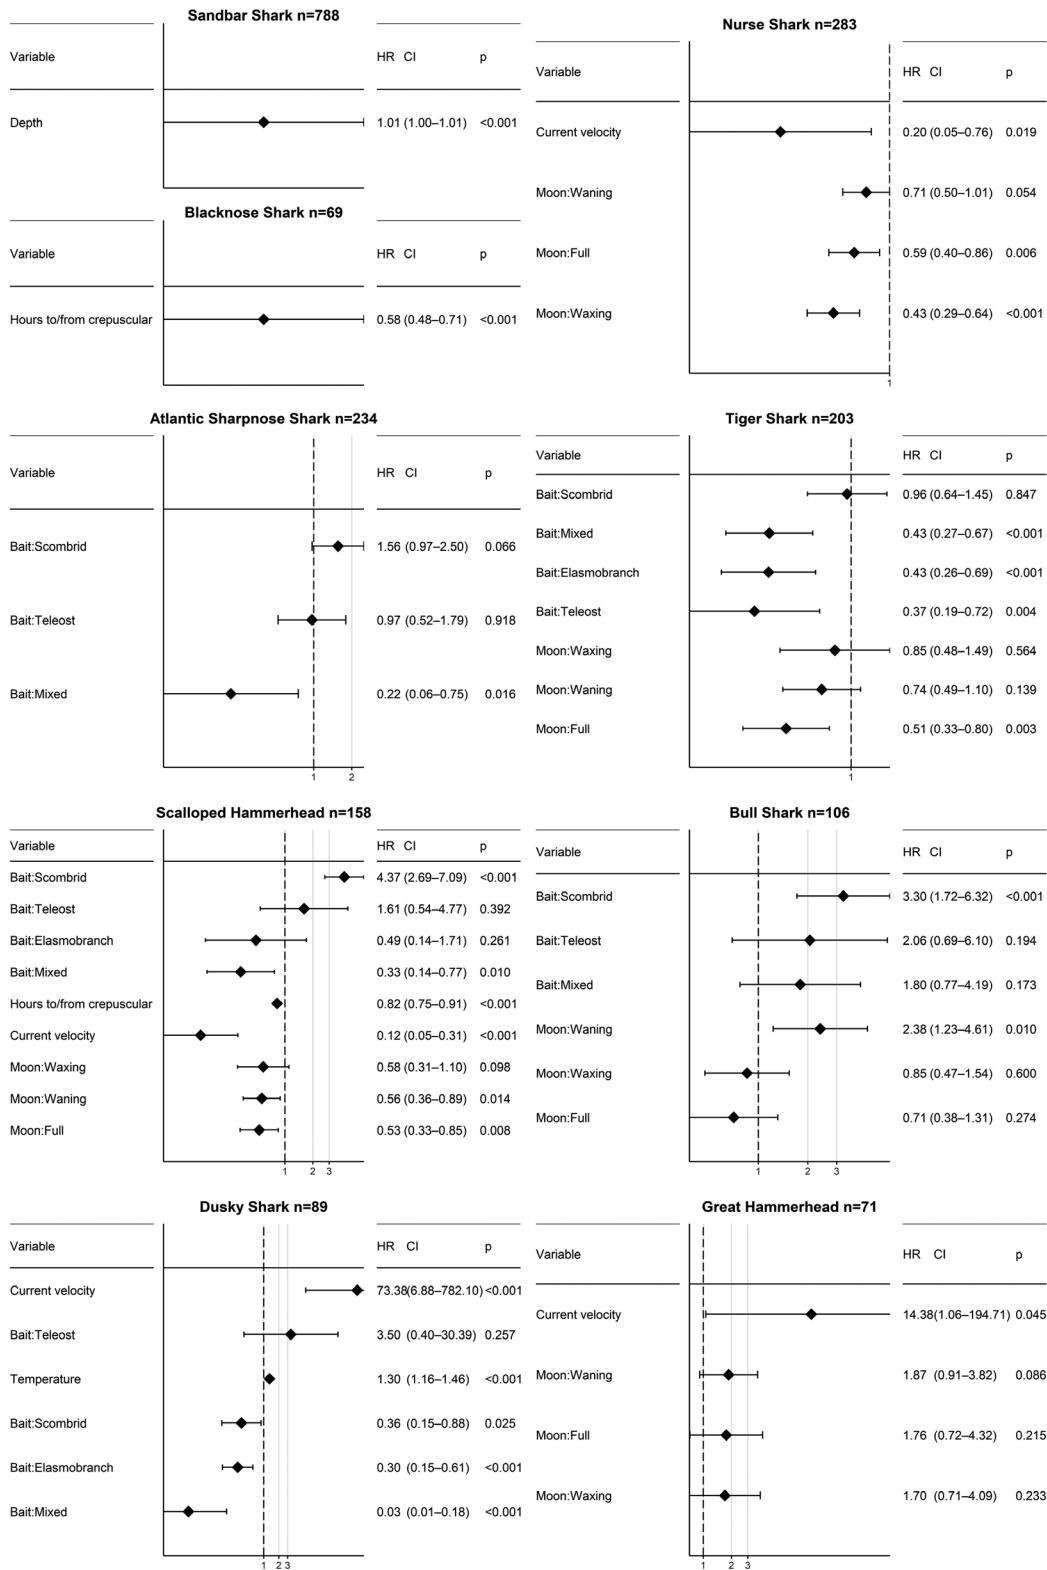 Sandbar Shark n=788
Variable HR CI p
Depth 1.01 (1.00–1.01) <0.001
Blacknose Shark n=69
Variable HR CI p
Hours to/from crepuscular 0.58 (0.48–0.71) <0.001
Nurse Shark n=283
Variable HR CI p
Current velocity 0.20 (0.05–0.76) 0.019
Moon:Waning 0.71 (0.50–1.01) 0.054
Moon:Full 0.59 (0.40–0.86) 0.006
Moon:Waxing 0.43 (0.29–0.64) <0.001
1
Atlantic Sharpnose Shark n=234
Variable HR CI p
Bait:Scombrid 1.56 (0.97–2.50) 0.066
Bait:Teleost 0.97 (0.52–1.79) 0.918
Bait:Mixed 0.22 (0.06–0.75) 0.016
1 2
Tiger Shark n=203
Variable HR CI p
Bait:Scombrid 0.96 (0.64–1.45) 0.847
Bait:Mixed 0.43 (0.27–0.67) <0.001
Bait:Elasmobranch 0.43 (0.26–0.69) <0.001
Bait:Teleost 0.37 (0.19–0.72) 0.004
Moon:Waxing 0.85 (0.48–1.49) 0.564
Moon:Waning 0.74 (0.49–1.10) 0.139
Moon:Full 0.51 (0.33–0.80) 0.003
1
Scalloped Hammerhead n=158
Variable HR CI p
Bait:Scombrid 4.37 (2.69–7.09) <0.001
Bait:Teleost 1.61 (0.54–4.77) 0.392
Bait:Elasmobranch 0.49 (0.14–1.71) 0.261
Bait:Mixed 0.33 (0.14–0.77) 0.010
Hours to/from crepuscular 0.82 (0.75–0.91) <0.001
Current velocity 0.12 (0.05–0.31) <0.001
Moon:Waxing 0.58 (0.31–1.10) 0.098
Moon:Waning 0.56 (0.36–0.89) 0.014
Moon:Full 0.53 (0.33–0.85) 0.008
1 2 3
Bull Shark n=106
Variable HR CI p
Bait:Scombrid 3.30 (1.72–6.32) <0.001
Bait:Teleost 2.06 (0.69–6.10) 0.194
Bait:Mixed 1.80 (0.77–4.19) 0.173
Moon:Waning 2.38 (1.23–4.61) 0.010
Moon:Waxing 0.85 (0.47–1.54) 0.600
Moon:Full 0.71 (0.38–1.31) 0.274
1 2 3
Dusky Shark n=89
Variable HR CI p
Current velocity 73.38(6.88–782.10) <0.001
Bait:Teleost 3.50 (0.40–30.39) 0.257
Temperature 1.30 (1.16–1.46) <0.001
Bait:Scombrid 0.36 (0.15–0.88) 0.025
Bait:Elasmobranch 0.30 (0.15–0.61) <0.001
Bait:Mixed 0.03 (0.01–0.18) <0.001
1 2 3
Great Hammerhead n=71
Variable HR CI p
Current velocity 14.38(1.06–194.71) 0.045
Moon:Waning 1.87 (0.91–3.82) 0.086
Moon:Full 1.76 (0.72–4.32) 0.215
Moon:Waxing 1.70 (0.71–4.09) 0.233
1 2 3